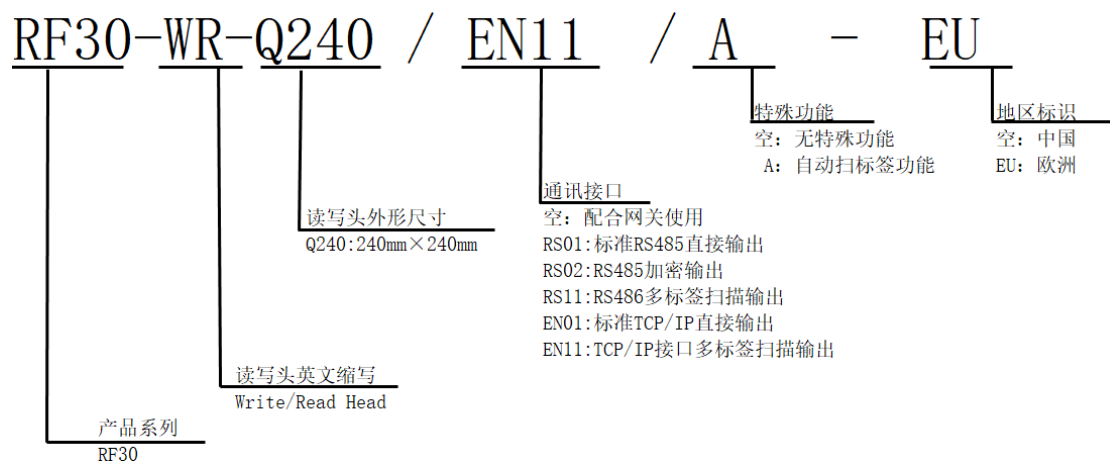 RF30-WR-Q240 / EN11 / A - EU
特殊功能
空：无特殊功能
A：自动扫标签功能
地区标识
空：中国
EU：欧洲
通讯接口
空：配合网关使用
RS01:标准RS485直接输出
RS02:RS485加密输出
RS11:RS486多标签扫描输出
EN01:标准TCP/IP直接输出
EN11:TCP/IP接口多标签扫描输出
读写头外形尺寸
Q240:240mm×240mm
读写头英文缩写
Write/Read Head
产品系列
RF30